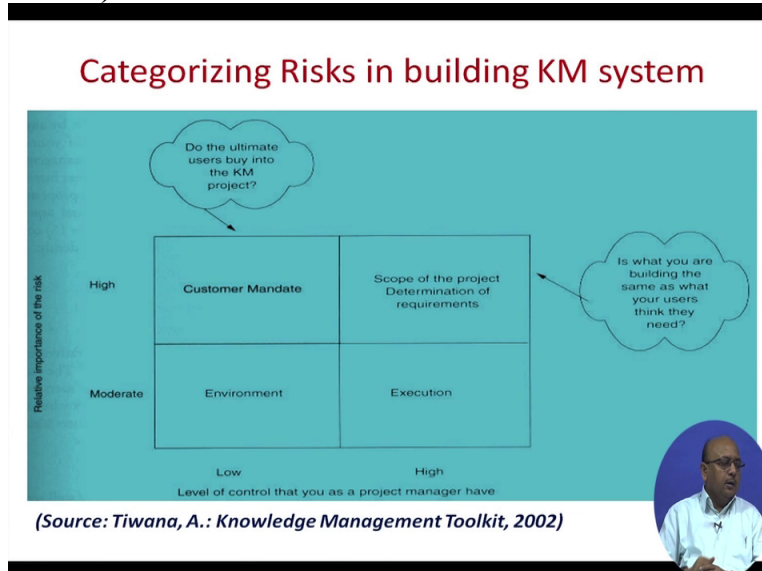 Categorizing Risks in building KM system
Do the ultimate
users buy into
the KM
project?
Is what you are
building the
same as what
your users
think they
need?
Relative importance of the risk
High
Customer Mandate
Scope of the project
Determination of
requirements
Moderate
Environment
Execution
Low
High
Level of control that you as a project manager have
(Source: Tiwana, A.: Knowledge Management Toolkit, 2002)